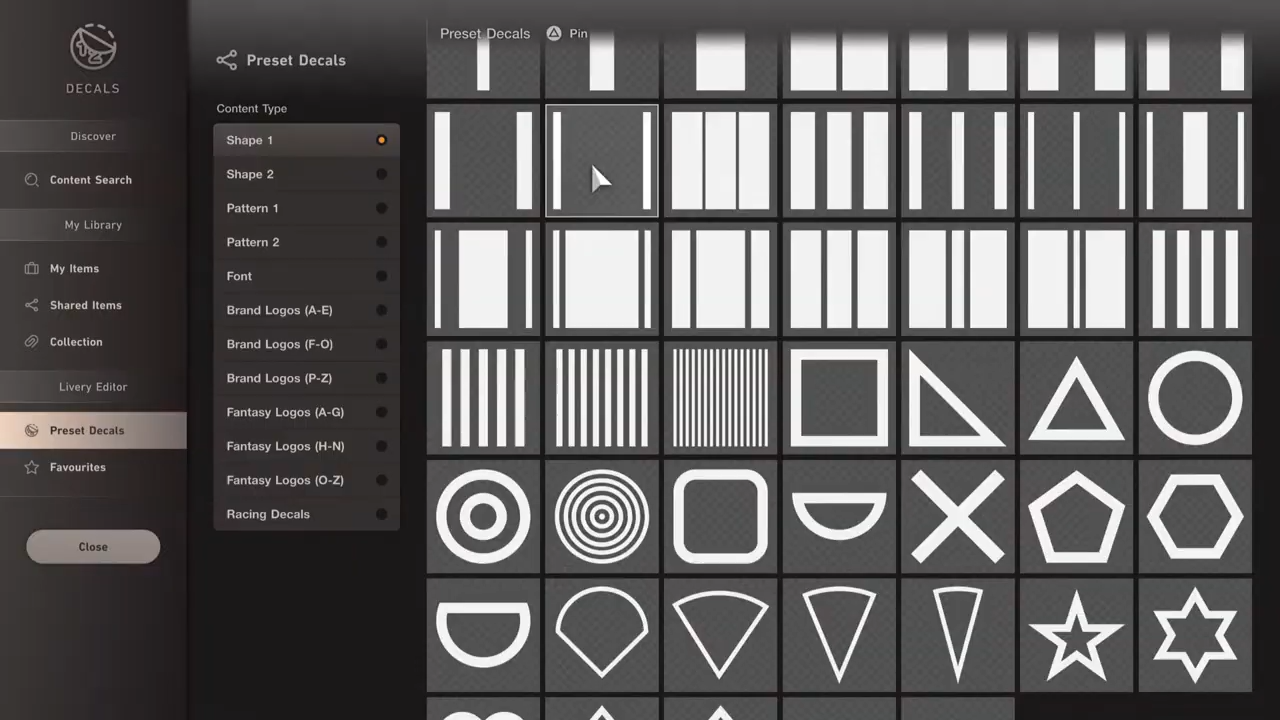 DECALS
Discover
Content Search
My Library
My Items
Shared Items
Collection
Livery Editor
Preset Decals
Favourites
Close
Preset Decals
Content Type
Shape 1
Shape 2
Pattern 1
Pattern 2
Font
Brand Logos (A-E)
Brand Logos (F-O)
Brand Logos (P-Z)
Fantasy Logos (A-G)
Fantasy Logos (H-N)
Fantasy Logos (O-Z)
Racing Decals
Preset Decals Pin